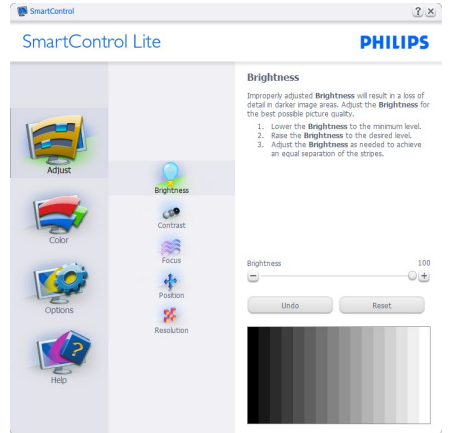 SmartControl
SmartControl Lite
PHILIPS
Adjust
Color
Options
Help
Brightness
Contrast
Focus
Position
Resolution
Brightness
Improperly adjusted Brightness will result in a loss of
detail in darker image areas. Adjust the Brightness for
the best possible picture quality.
1. Lower the Brightness to the minimum level.
2. Raise the Brightness to the desired level.
3. Adjust the Brightness as needed to achieve
an equal separation of the stripes.
Brightness 100
Undo Reset